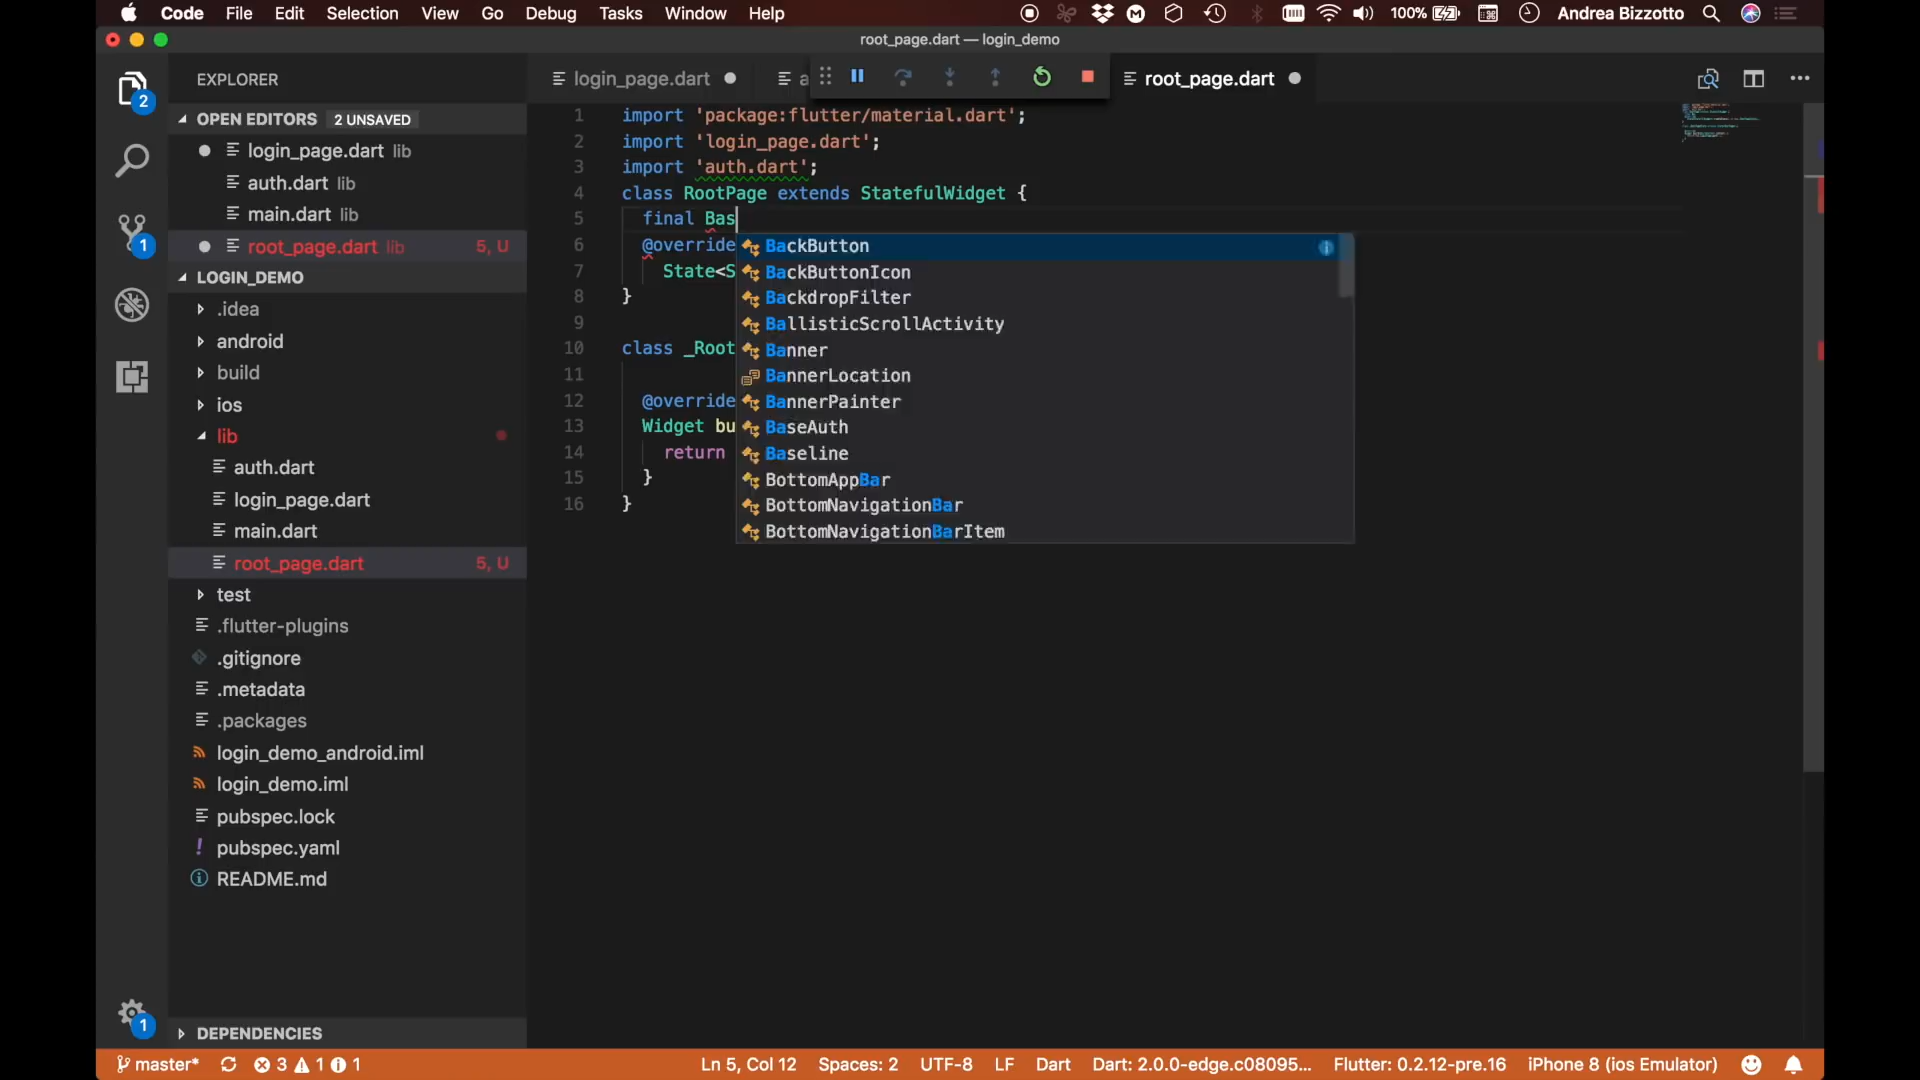 Code File Edit Selection View Go Debug Tasks Window Help 100% Andrea Bizzotto
root_page.dart — login_demo
2
EXPLORER
login_page.dart
a
root_page.dart
OPEN EDITORS 2 UNSAVED
login_page.dart lib
auth.dart lib
main.dart lib
root_page.dart lib 5, U
1
LOGIN_DEMO
.idea
android
build
ios
lib
auth.dart
login_page.dart
main.dart
root_page.dart 5, U
test
.flutter-plugins
.gitignore
.metadata
.packages
login_demo_android.iml
login_demo.iml
pubspec.lock
! pubspec.yaml
README.md
1
DEPENDENCIES
1 import 'package:flutter/material.dart';
2 import 'login_page.dart';
3 import 'auth.dart';
4 class RootPage extends StatefulWidget {
5 final Bas
6 @override
7 State<S
8 }
9
10 class _Root
11
12 @override
13 Widget bu
14 return
15 }
16 }
BackButton
BackButtonIcon
BackdropFilter
BallisticScrollActivity
Banner
BannerLocation
BannerPainter
BaseAuth
Baseline
BottomAppBar
BottomNavigationBar
BottomNavigationBarItem
master* 3 1 1 Ln 5, Col 12 Spaces: 2 UTF-8 LF Dart Dart: 2.0.0-edge.c08095... Flutter: 0.2.12-pre.16 iPhone 8 (ios Emulator)